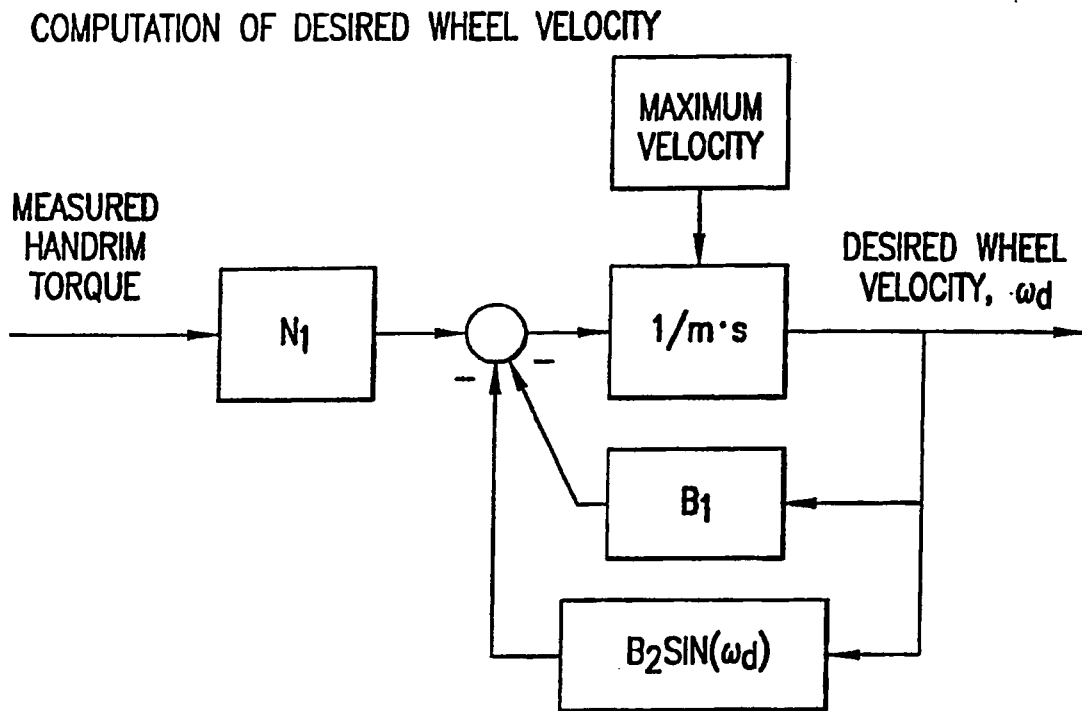 COMPUTATION OF DESIRED WHEEL VELOCITY
MAXIMUM
VELOCITY
MEASURED
HANDRIM
TORQUE
DESIRED WHEEL
VELOCITY, ωd
N1
1/m·s
−
−
B1
B2SIN(ωd)